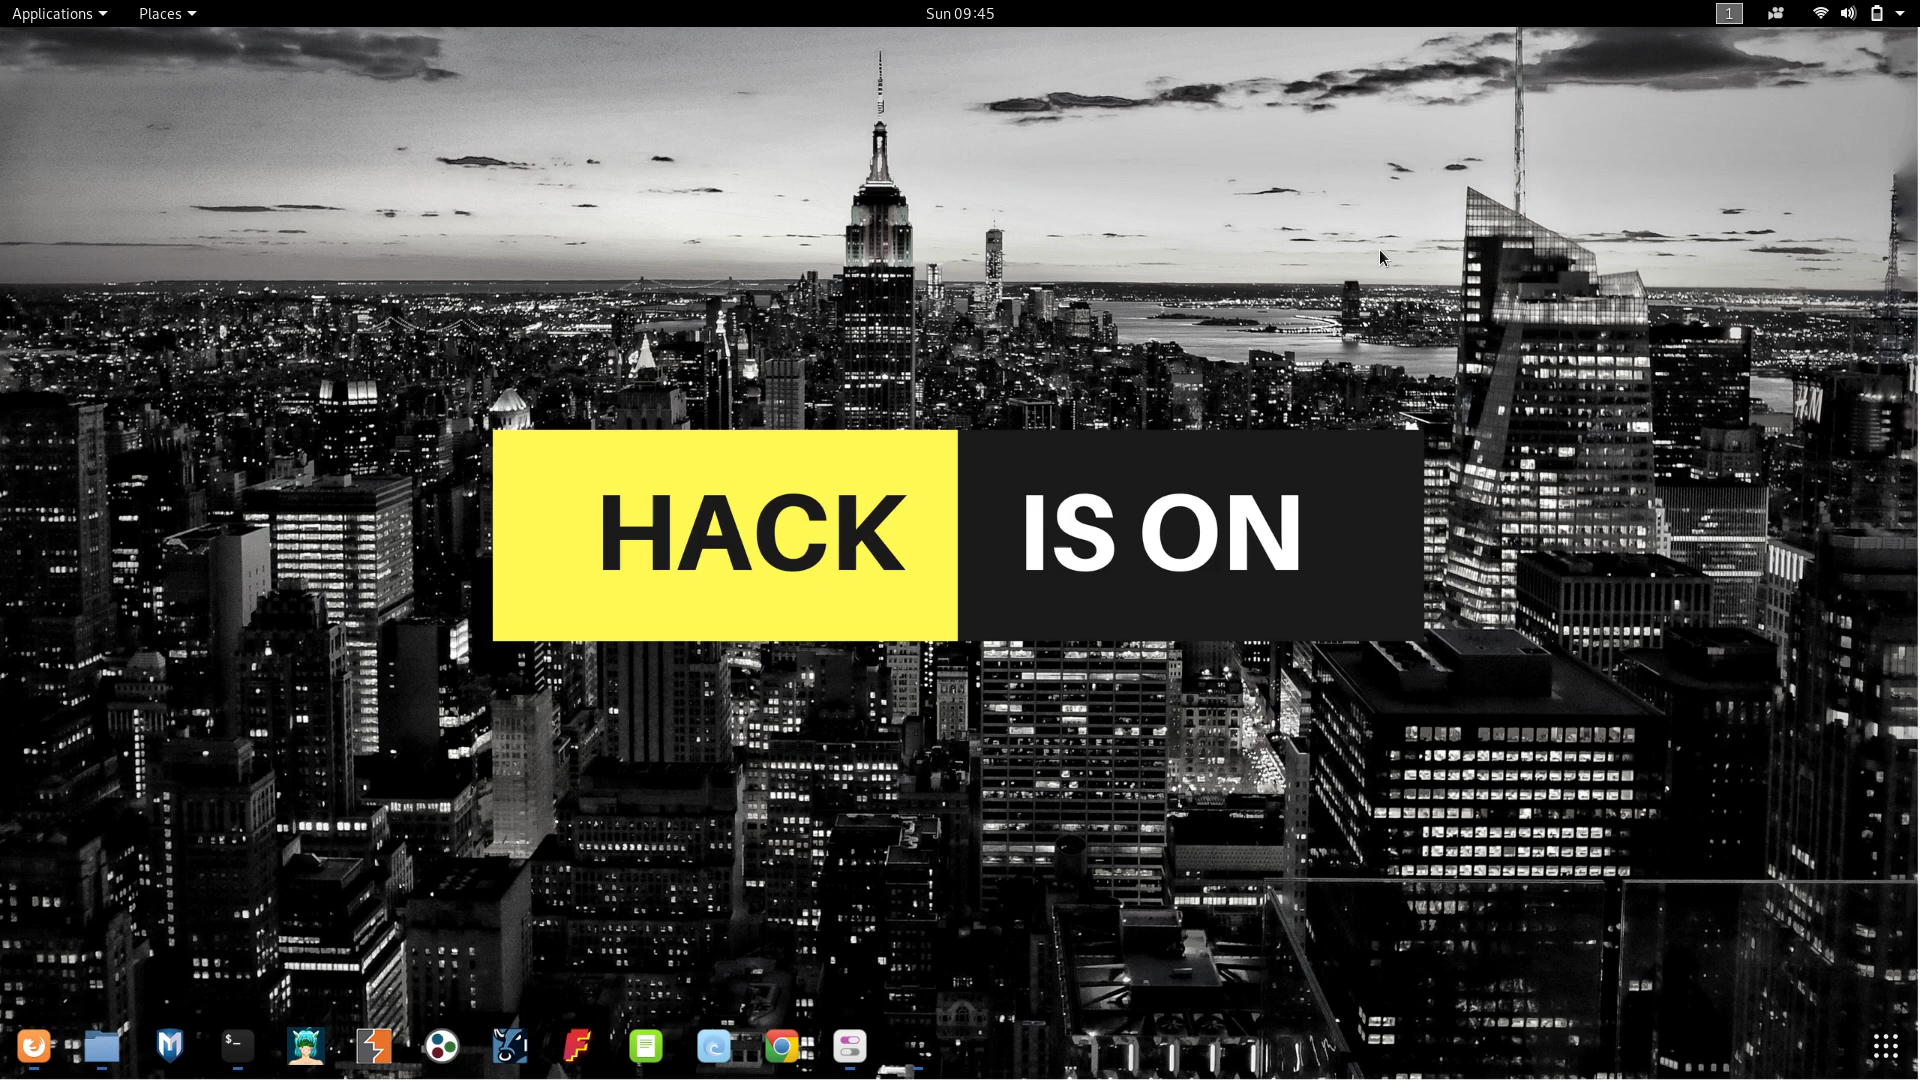 Applications Places Sun 09:45 1
H&M
HACK IS ON
$_